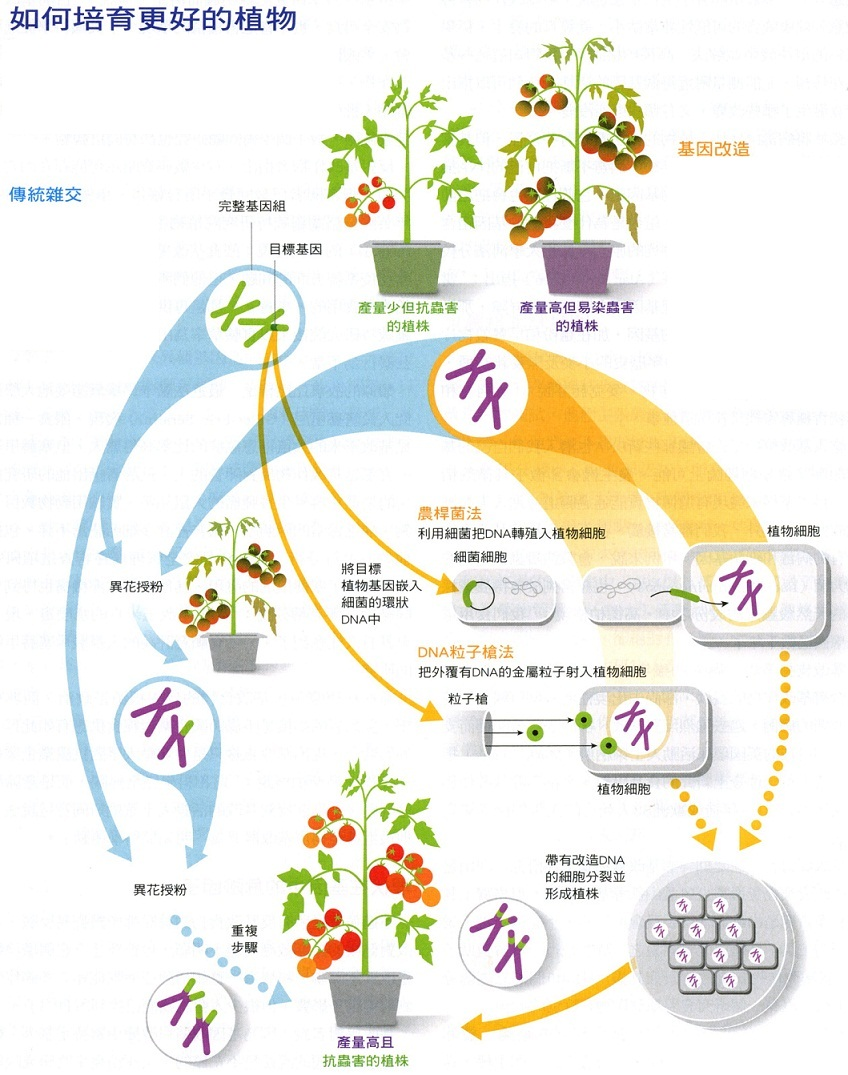 如何培育更好的植物
基因改造
傳統雜交
完整基因組
目標基因
產量少但抗蟲害
的植株
產量高但易染蟲害
的植株
農桿菌法
利用細菌把DNA轉殖入植物細胞
細菌細胞
植物細胞
異花授粉
將目標
植物基因嵌入
細菌的環狀
DNA中
DNA粒子槍法
把外覆有DNA的金屬粒子射入植物細胞
粒子槍
植物細胞
帶有改造DNA
的細胞分裂並
形成植株
異花授粉
重複
步驟
產量高且
抗蟲害的植株